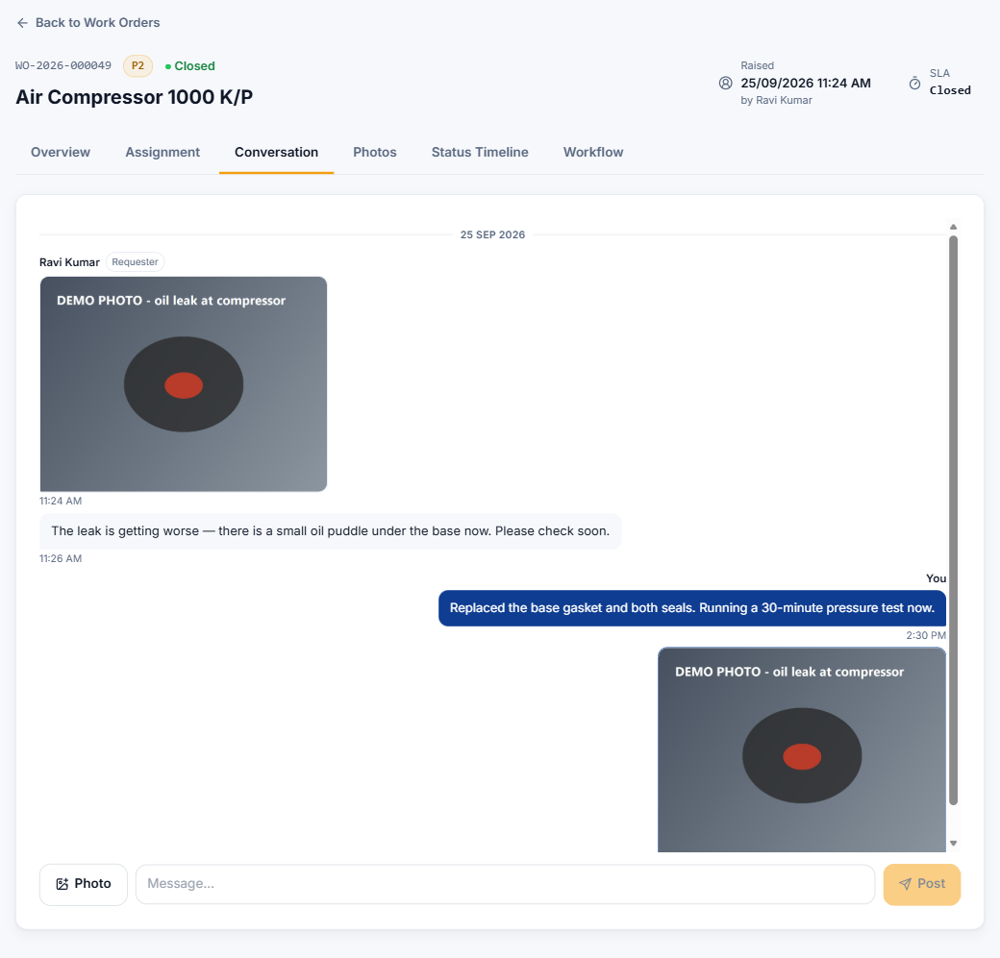 Back to Work Orders
WO-2026-000049 P2 Closed
Air Compressor 1000 K/P
Raised
25/09/2026 11:24 AM
by Ravi Kumar
SLA
Closed
Overview Assignment Conversation Photos Status Timeline Workflow
25 SEP 2026
Ravi Kumar Requester
DEMO PHOTO - oil leak at compressor
11:24 AM
The leak is getting worse — there is a small oil puddle under the base now. Please check soon.
11:26 AM
You
Replaced the base gasket and both seals. Running a 30-minute pressure test now.
2:30 PM
DEMO PHOTO - oil leak at compressor
Photo Message... Post